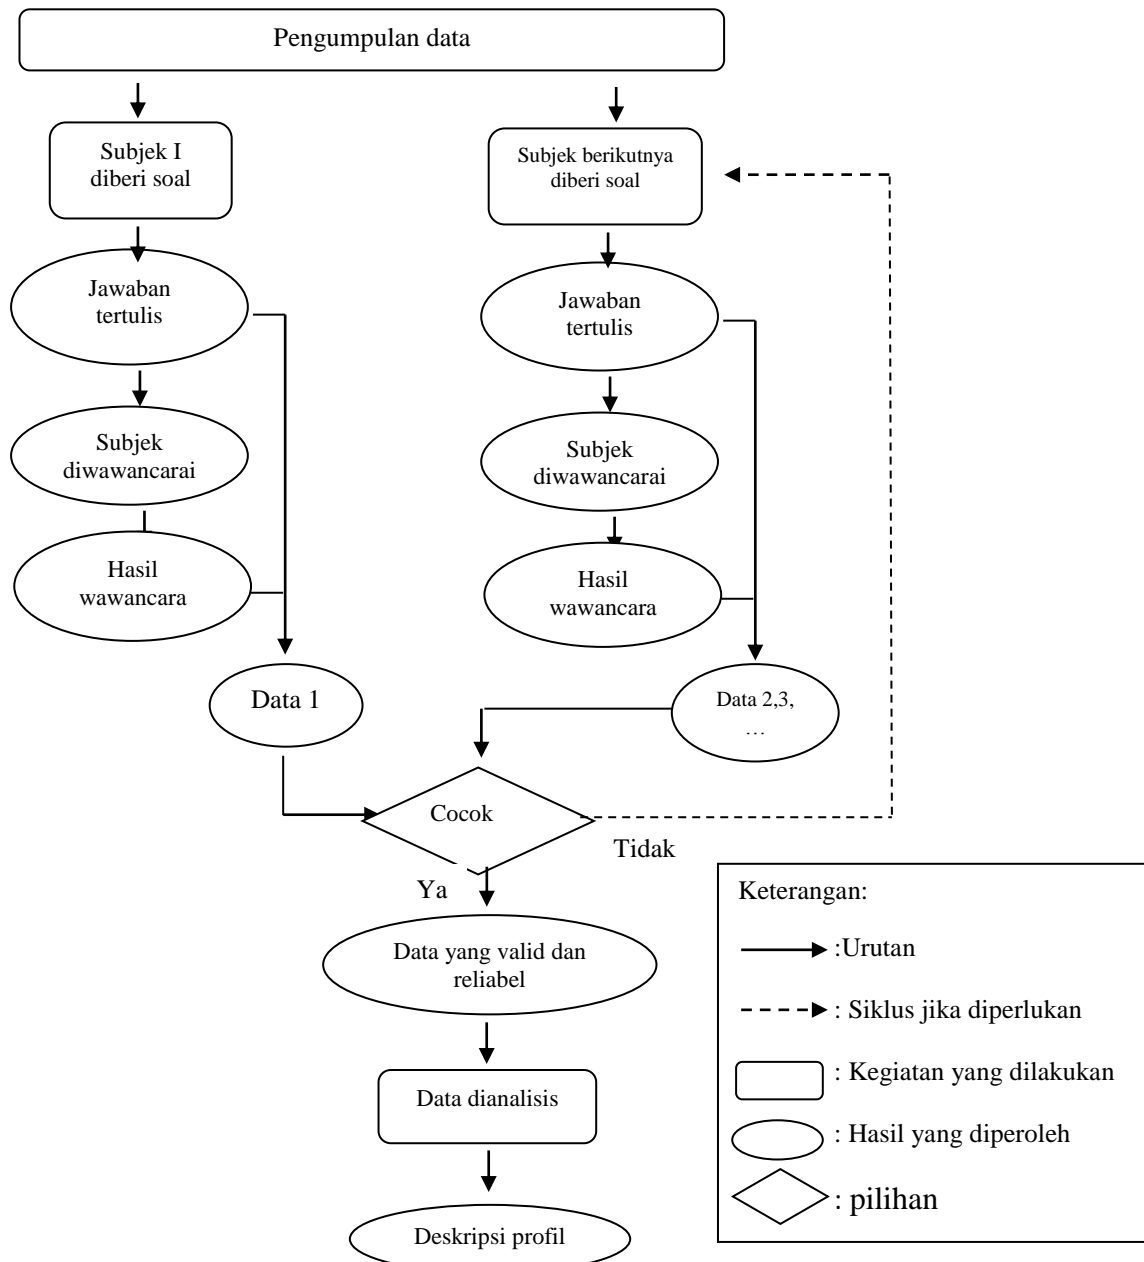 Pengumpulan data
Subjek I
diberi soal
Subjek berikutnya
diberi soal
Jawaban
tertulis
Jawaban
tertulis
Subjek
diwawancarai
Subjek
diwawancarai
Hasil
wawancara
Hasil
wawancara
Data 1
Data 2,3,
…
Cocok
Tidak
Ya
Data yang valid dan
reliabel
Data dianalisis
Deskripsi profil
Keterangan:
:Urutan
: Siklus jika diperlukan
: Kegiatan yang dilakukan
: Hasil yang diperoleh
: pilihan